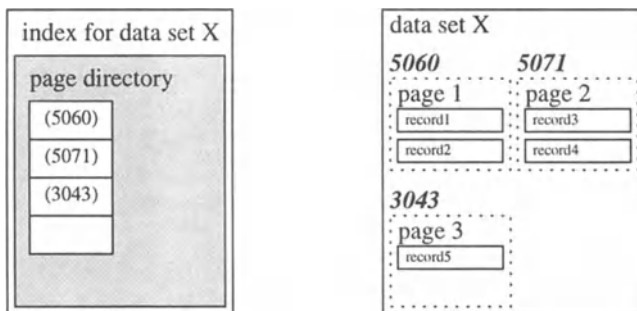 index for data set X
page directory
(5060)
(5071)
(3043)
data set X
5060 5071
page 1 page 2
record1 record3
record2 record4
3043
page 3
record5